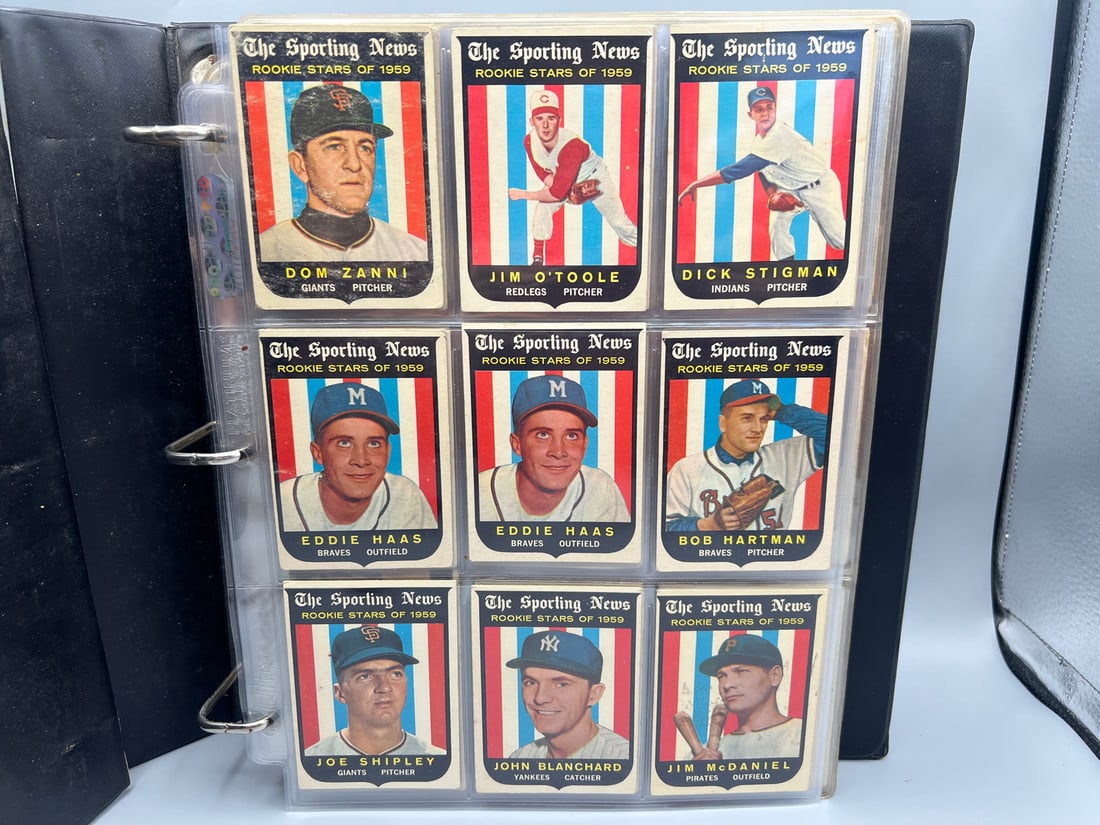 The Sporting News
ROOKIE STARS OF 1959
DOM ZANNI
GIANTS PITCHER
The Sporting News
ROOKIE STARS OF 1959
C
JIM O'TOOLE
REDLEGS PITCHER
The Sporting News
ROOKIE STARS OF 1959
C
DICK STIGMAN
INDIANS PITCHER
The Sporting News
ROOKIE STARS OF 1959
M
EDDIE HAAS
BRAVES OUTFIELD
The Sporting News
ROOKIE STARS OF 1959
M
EDDIE HAAS
BRAVES OUTFIELD
The Sporting News
ROOKIE STARS OF 1959
M
BOB HARTMAN
BRAVES PITCHER
The Sporting News
ROOKIE STARS OF 1959
SF
JOE SHIPLEY
GIANTS PITCHER
The Sporting News
ROOKIE STARS OF 1959
NY
JOHN BLANCHARD
YANKEES CATCHER
The Sporting News
ROOKIE STARS OF 1959
P
JIM McDANIEL
PIRATES OUTFIELD